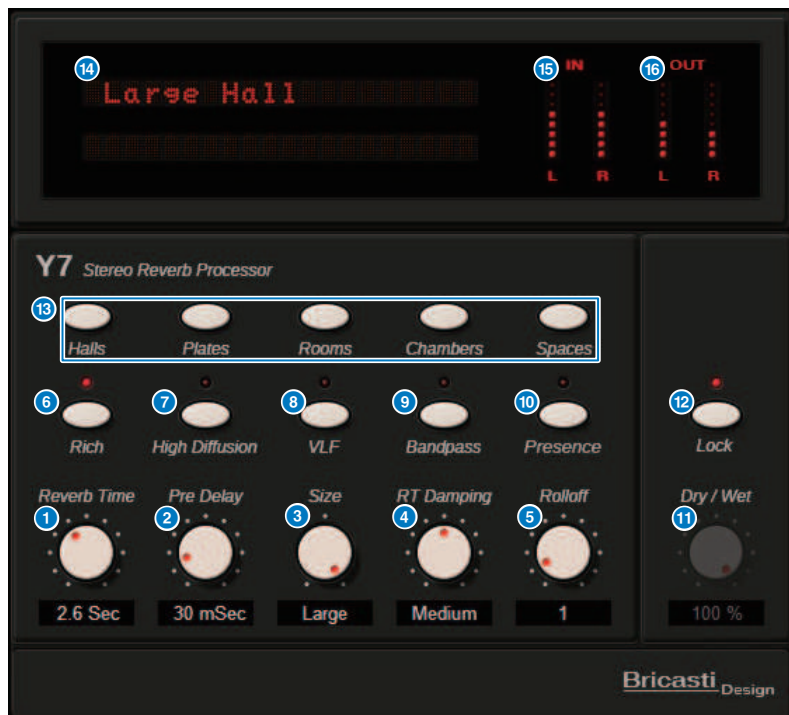 14 15 IN 16 OUT
Large Hall
L R L R
Y7 Stereo Reverb Processor
13
Halls Plates Rooms Chambers Spaces
6 7 8 9 10 12
Rich High Diffusion VLF Bandpass Presence Lock
Reverb Time Pre Delay Size RT Damping Rolloff Dry / Wet
1 2 3 4 5 11
2.6 Sec 30 mSec Large Medium 1 100 %
Bricasti Design